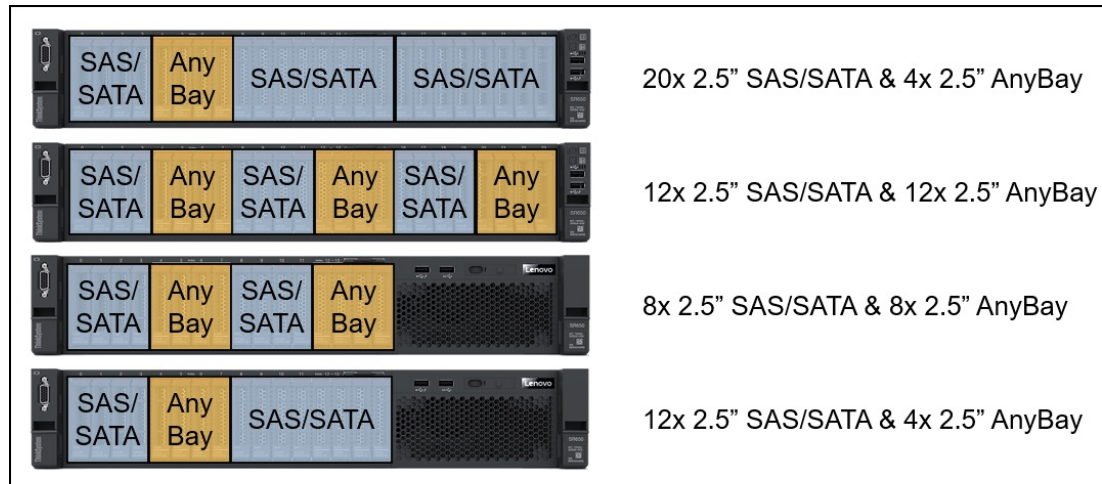 SAS/
SATA
Any
Bay
SAS/SATA
SAS/SATA
20x 2.5” SAS/SATA & 4x 2.5” AnyBay
SAS/
SATA
Any
Bay
SAS/
SATA
Any
Bay
SAS/
SATA
Any
Bay
12x 2.5” SAS/SATA & 12x 2.5” AnyBay
SAS/
SATA
Any
Bay
SAS/
SATA
Any
Bay
Lenovo
8x 2.5” SAS/SATA & 8x 2.5” AnyBay
SAS/
SATA
Any
Bay
SAS/SATA
Lenovo
12x 2.5” SAS/SATA & 4x 2.5” AnyBay